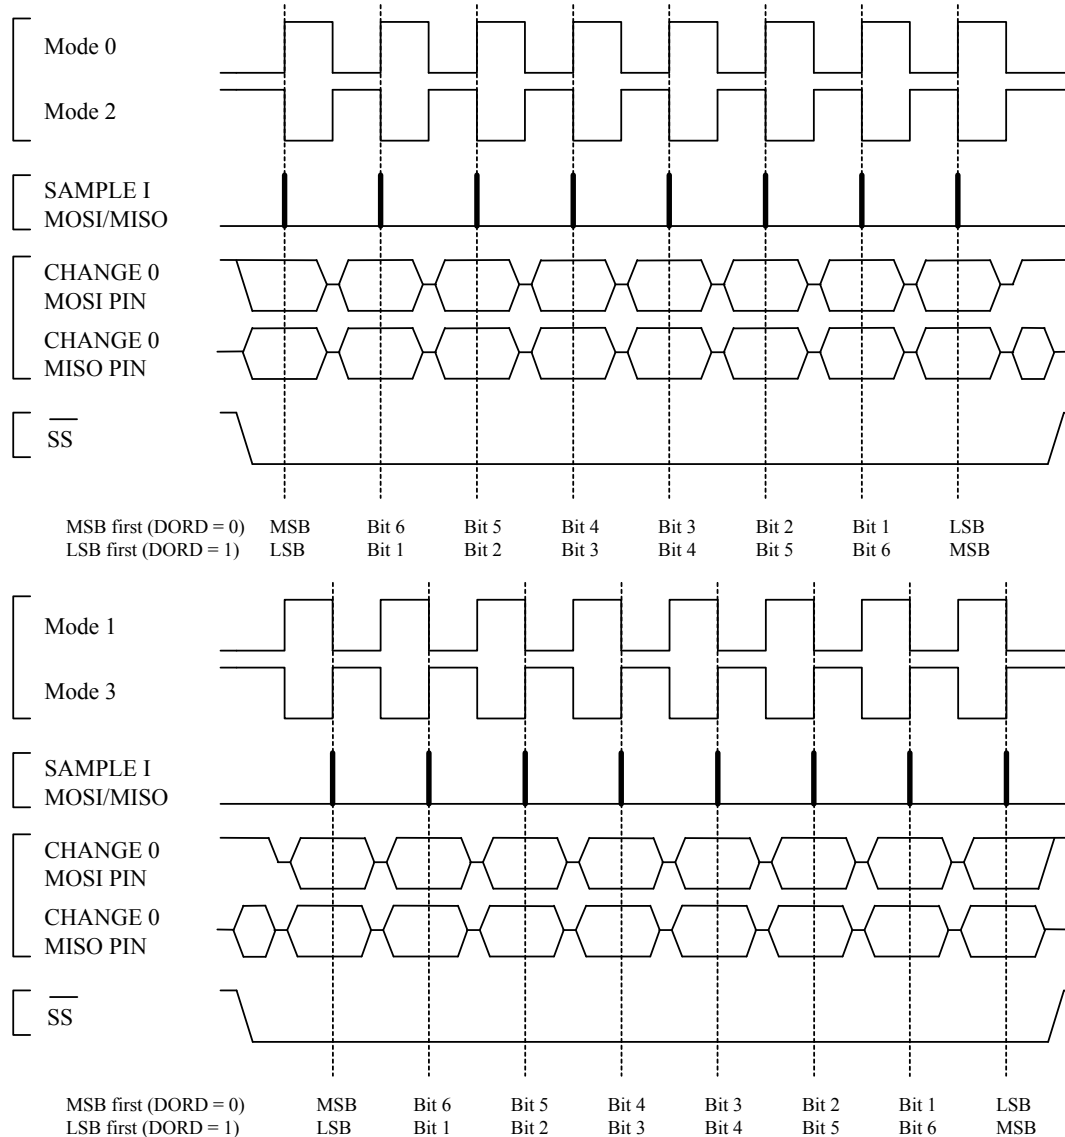 Mode 0
Mode 2
SAMPLE I
MOSI/MISO
CHANGE 0
MOSI PIN
CHANGE 0
MISO PIN
SS
MSB first (DORD = 0) MSB Bit 6 Bit 5 Bit 4 Bit 3 Bit 2 Bit 1 LSB
LSB first (DORD = 1) LSB Bit 1 Bit 2 Bit 3 Bit 4 Bit 5 Bit 6 MSB
Mode 1
Mode 3
SAMPLE I
MOSI/MISO
CHANGE 0
MOSI PIN
CHANGE 0
MISO PIN
SS
MSB first (DORD = 0) MSB Bit 6 Bit 5 Bit 4 Bit 3 Bit 2 Bit 1 LSB
LSB first (DORD = 1) LSB Bit 1 Bit 2 Bit 3 Bit 4 Bit 5 Bit 6 MSB